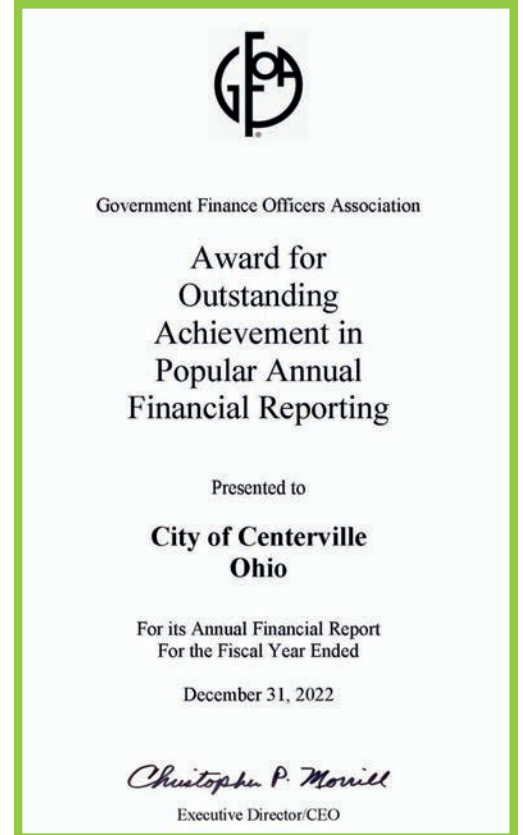 GFOA
Government Finance Officers Association
Award for
Outstanding
Achievement in
Popular Annual
Financial Reporting
Presented to
City of Centerville
Ohio
For its Annual Financial Report
For the Fiscal Year Ended
December 31, 2022
Christopher P. Morrill
Executive Director/CEO